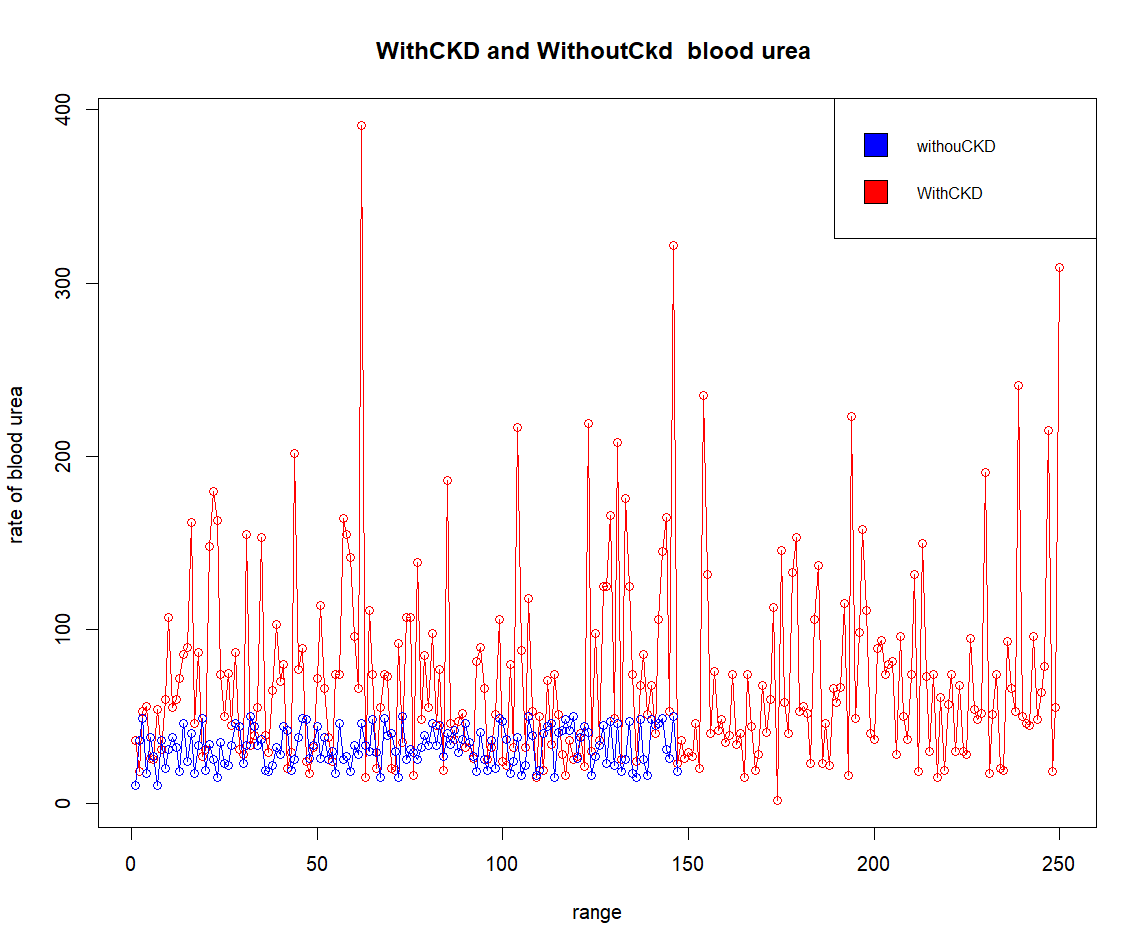 WithCKD and WithoutCkd  blood urea
rate of blood urea
400
300
200
100
0
withouCKD
WithCKD
0 50 100 150 200 250
range